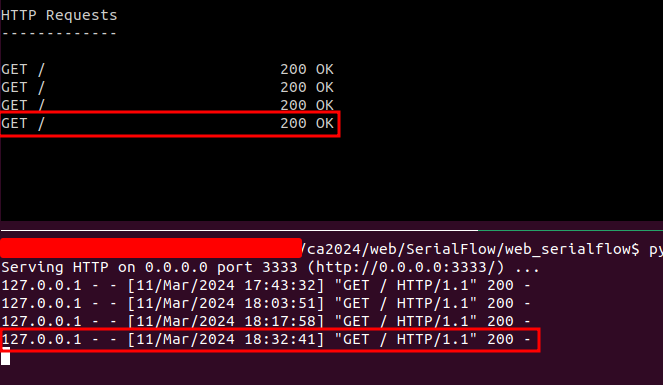 HTTP Requests
-------------
GET / 200 OK
GET / 200 OK
GET / 200 OK
GET / 200 OK
/ca2024/web/SerialFlow/web_serialflow$ py
Serving HTTP on 0.0.0.0 port 3333 (http://0.0.0.0:3333/) ...
127.0.0.1 - - [11/Mar/2024 17:43:32] "GET / HTTP/1.1" 200 -
127.0.0.1 - - [11/Mar/2024 18:03:51] "GET / HTTP/1.1" 200 -
127.0.0.1 - - [11/Mar/2024 18:17:58] "GET / HTTP/1.1" 200 -
127.0.0.1 - - [11/Mar/2024 18:32:41] "GET / HTTP/1.1" 200 -